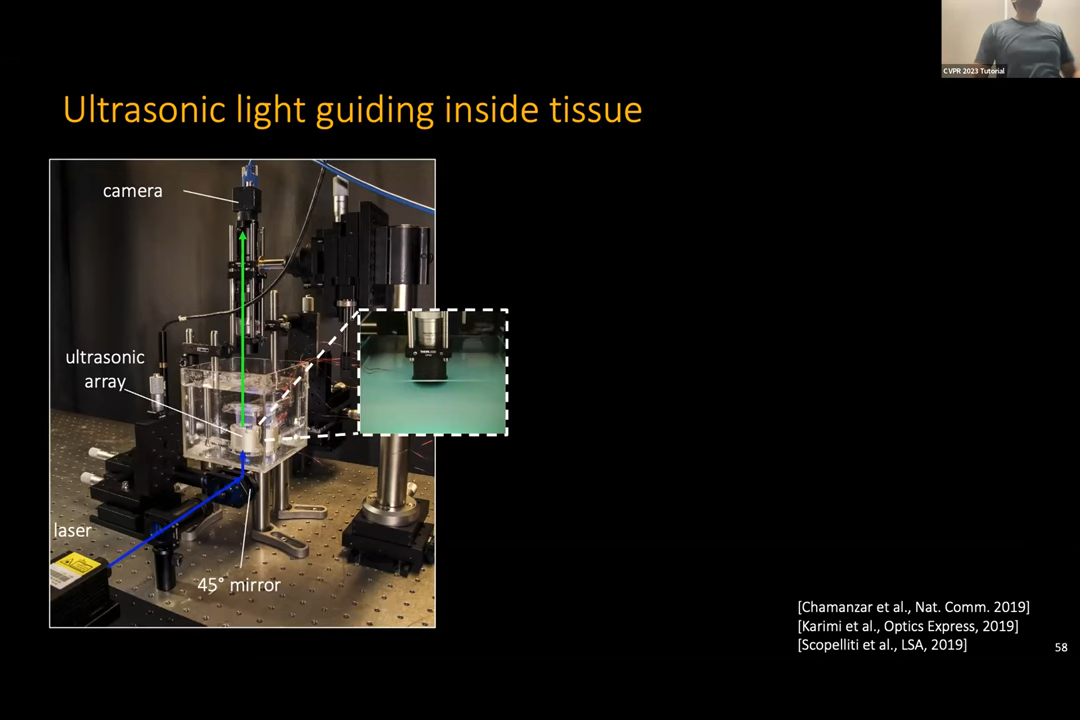 CVPR 2023 Tutorial
Ultrasonic light guiding inside tissue
camera
ultrasonic
array
laser
45° mirror
[Chamanzar et al., Nat. Comm. 2019]
[Karimi et al., Optics Express, 2019]
[Scopelliti et al., LSA, 2019]
58